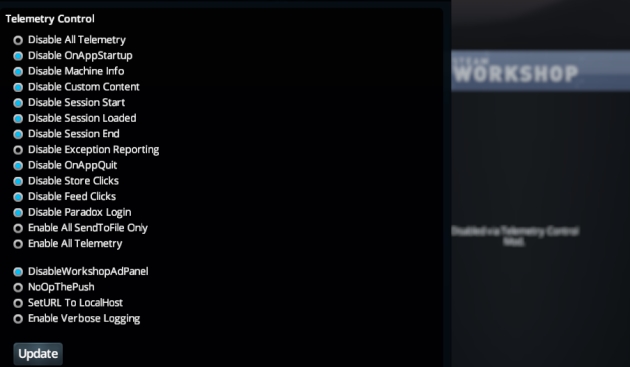 Telemetry Control
Disable All Telemetry
Disable OnAppStartup
Disable Machine Info
Disable Custom Content
Disable Session Start
Disable Session Loaded
Disable Session End
Disable Exception Reporting
Disable OnAppQuit
Disable Store Clicks
Disable Feed Clicks
Disable Paradox Login
Enable All SendToFile Only
Enable All Telemetry
DisableWorkshopAdPanel
NoOpThePush
SetURL To LocalHost
Enable Verbose Logging
Update
STEAM
WORKSHOP
Disabled via Telemetry Control
Mod.